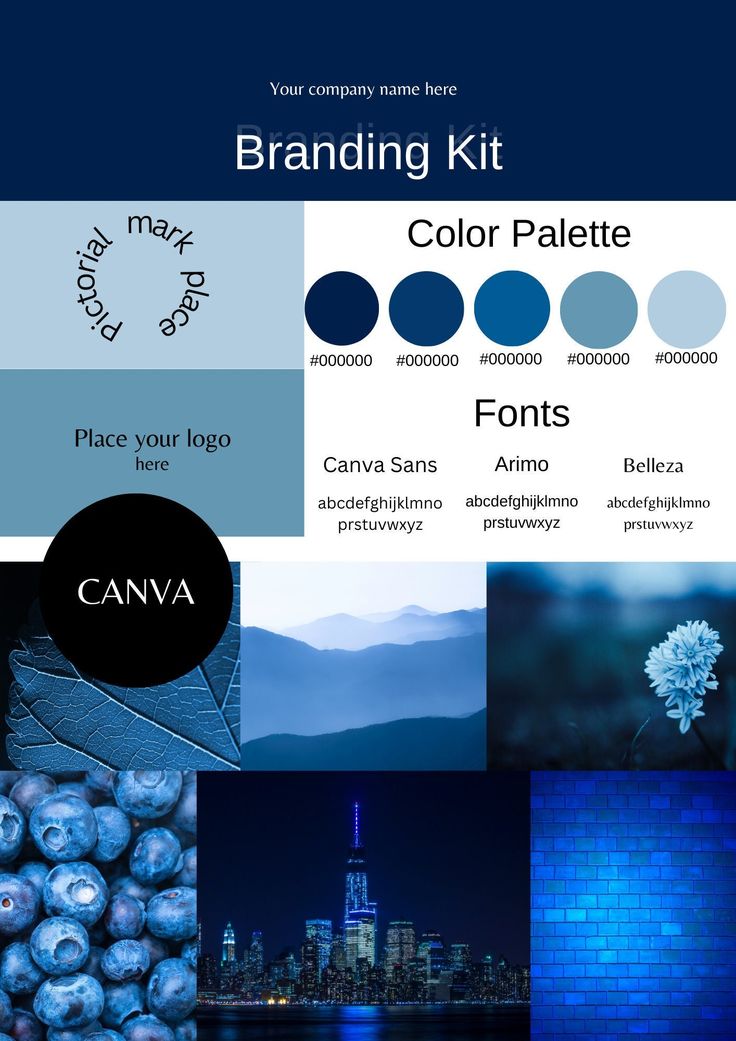 Your company name here
Branding Kit
Pictorial mark place
Color Palette
#000000 #000000 #000000 #000000 #000000
Place your logo
here
Fonts
Canva Sans
abcdefghijklmno
prstuvwxyz
Arimo
abcdefghijklmno
prstuvwxyz
Belleza
abcdefghijklmno
prstuvwxyz
CANVA